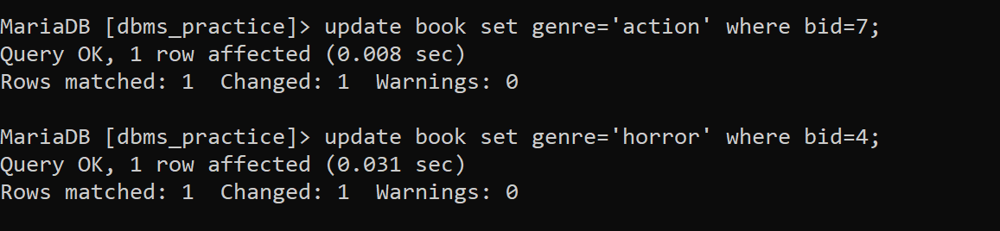 MariaDB [dbms_practice]> update book set genre='action' where bid=7;
Query OK, 1 row affected (0.008 sec)
Rows matched: 1  Changed: 1  Warnings: 0
MariaDB [dbms_practice]> update book set genre='horror' where bid=4;
Query OK, 1 row affected (0.031 sec)
Rows matched: 1  Changed: 1  Warnings: 0